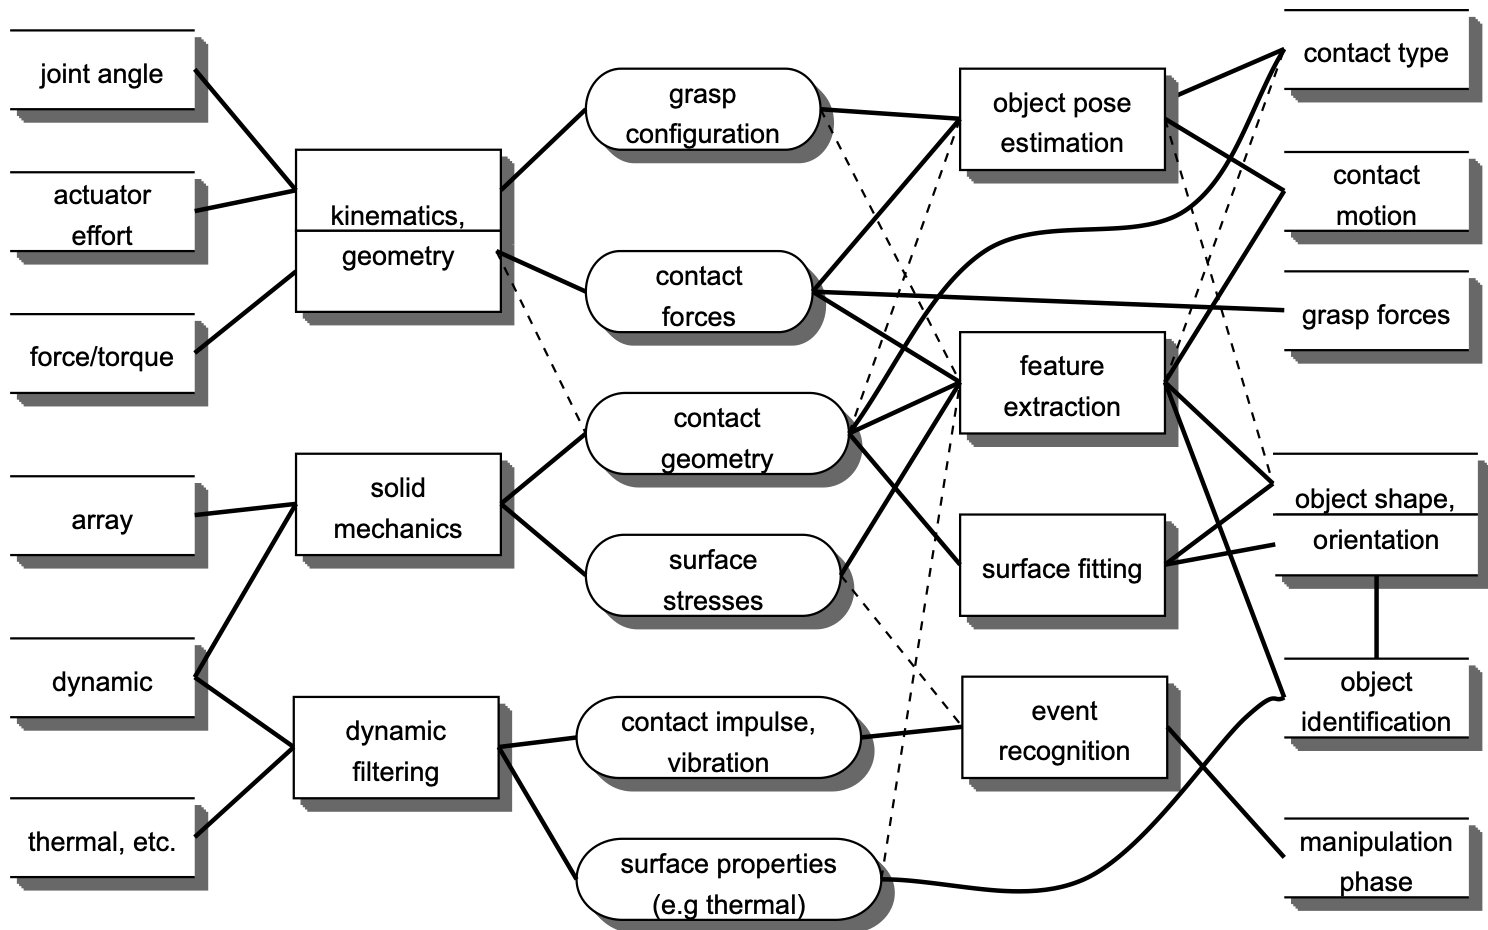 joint angle
actuator
effort
force/torque
array
dynamic
thermal, etc.
kinematics,
geometry
solid
mechanics
dynamic
filtering
grasp
configuration
contact
forces
contact
geometry
surface
stresses
contact impulse,
vibration
surface properties
(e.g thermal)
object pose
estimation
feature
extraction
surface fitting
event
recognition
contact type
contact
motion
grasp forces
object shape,
orientation
object
identification
manipulation
phase